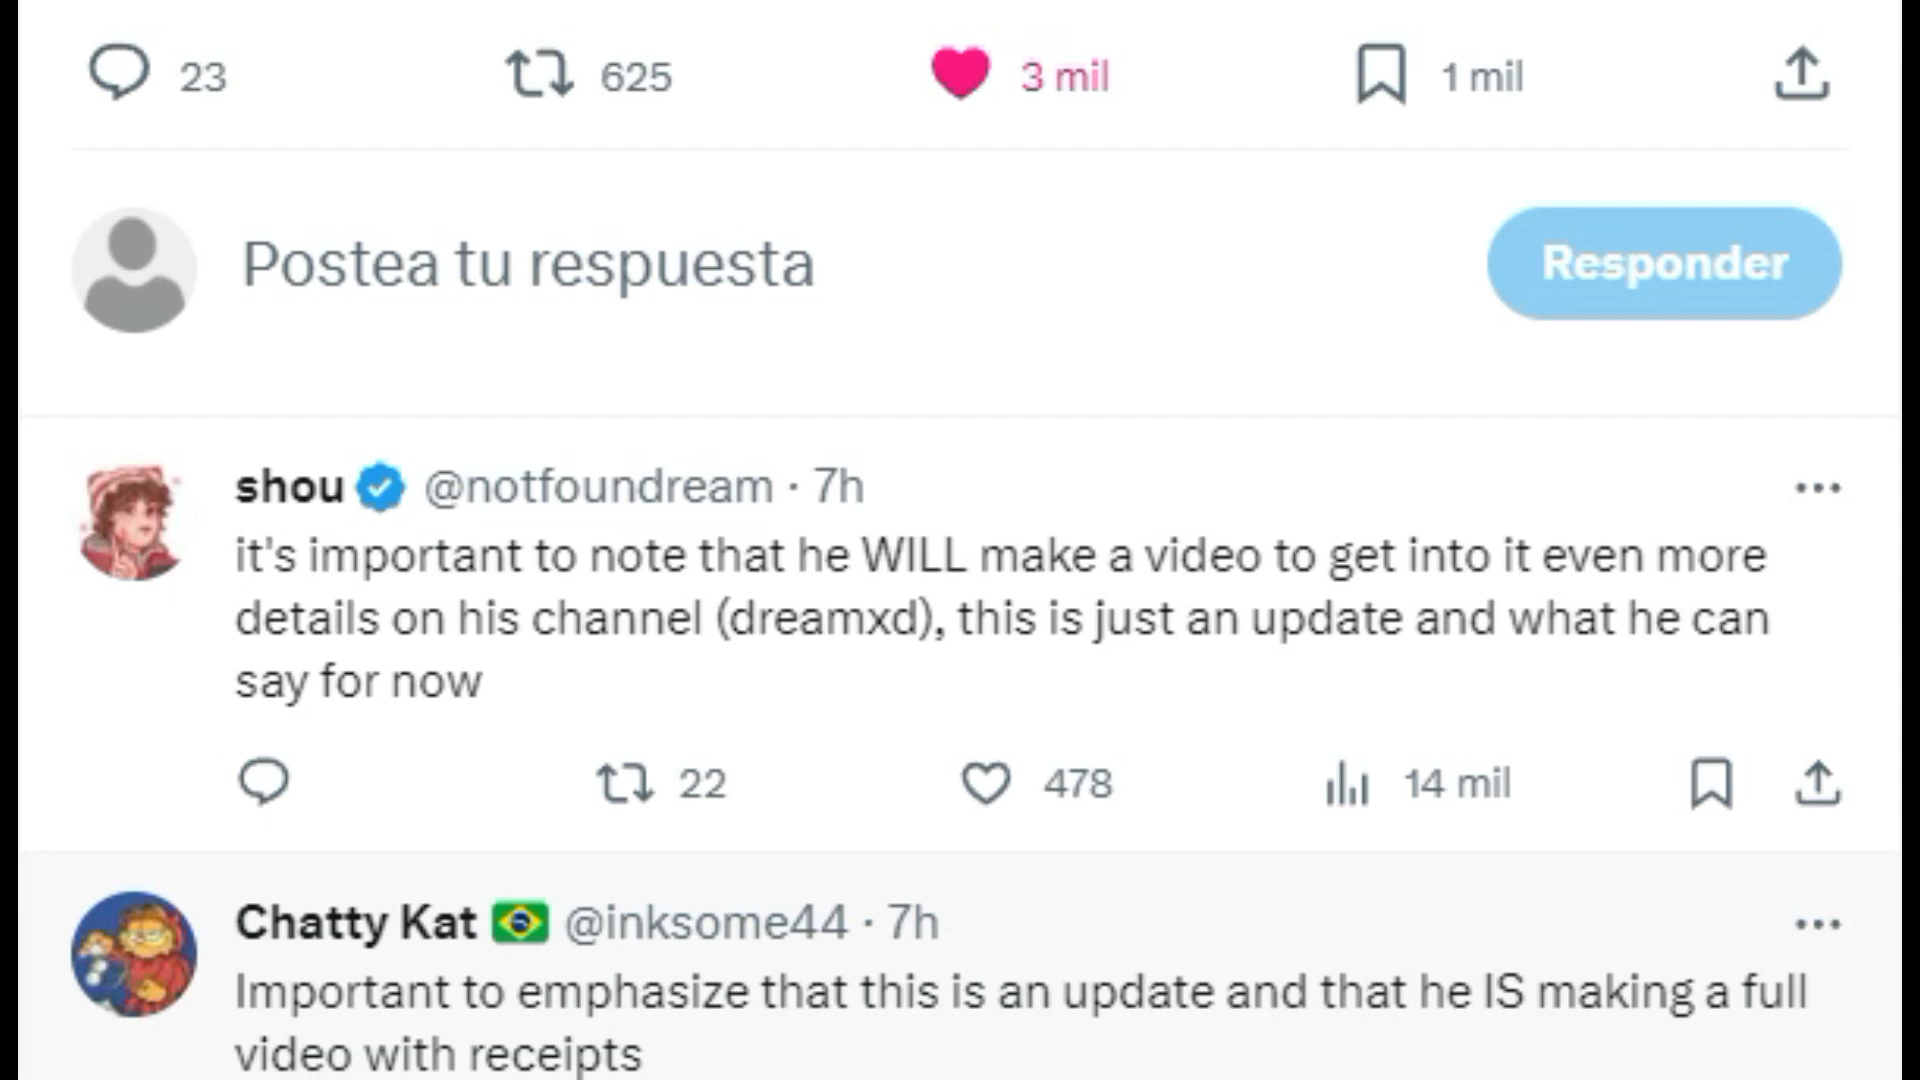 23 625 3 mil 1 mil
Postea tu respuesta Responder
shou @notfoundream · 7h
it's important to note that he WILL make a video to get into it even more
details on his channel (dreamxd), this is just an update and what he can
say for now
22 478 14 mil
Chatty Kat 🇧🇷 @inksome44 · 7h
Important to emphasize that this is an update and that he IS making a full
video with receipts